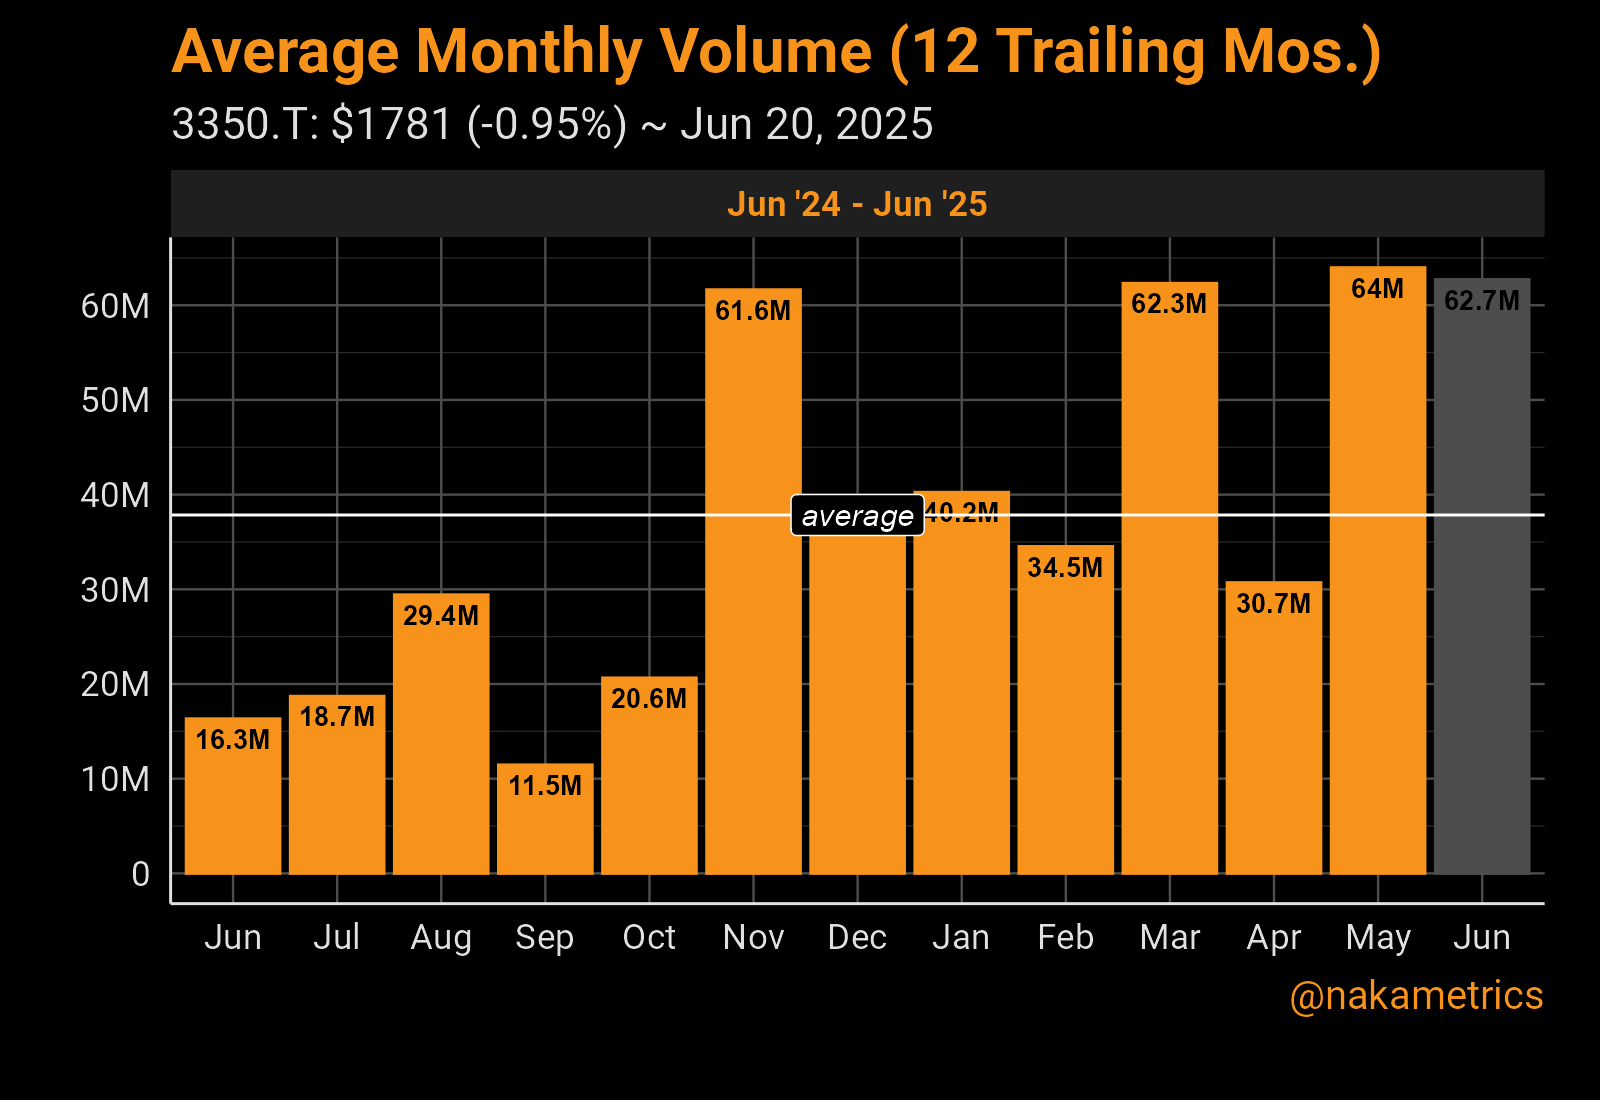 Average Monthly Volume (12 Trailing Mos.)
3350.T: $1781 (-0.95%) ~ Jun 20, 2025
Jun '24 - Jun '25
60M
50M
40M
30M
20M
10M
0
16.3M
18.7M
29.4M
11.5M
20.6M
61.6M
average
40.2M
34.5M
62.3M
30.7M
64M
62.7M
Jun Jul Aug Sep Oct Nov Dec Jan Feb Mar Apr May Jun
@nakametrics